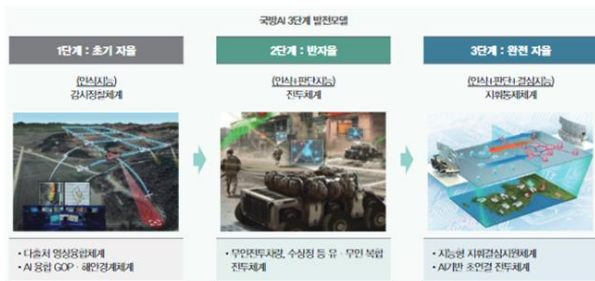 국방AI 3단계 발전모델
1단계 : 초기 자율
(인식지능)
감시정찰체계
• 다출처 영상융합체계
• AI 융합 GOP · 해안경계체계
2단계 : 반자율
(인식+판단지능)
전투체계
• 무인전투차량, 수상정 등 유 · 무인 복합
전투체계
3단계 : 완전 자율
(인식+판단+결심지능)
지휘통제체계
• 지능형 지휘결심지원체계
• AI기반 초연결 전투체계